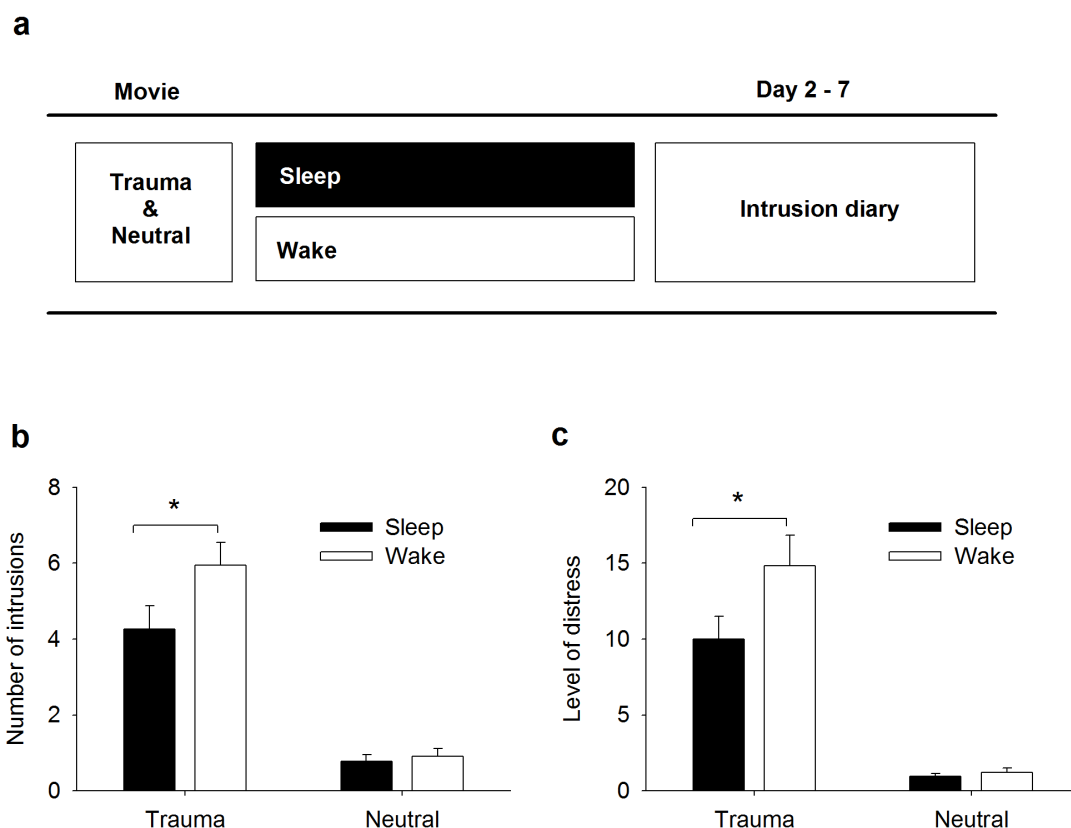 a
Movie
Day 2 - 7
Trauma
&
Neutral
Sleep
Wake
Intrusion diary
b
Number of intrusions
8
6
4
2
0
*
Sleep
Wake
Trauma
Neutral
c
Level of distress
20
15
10
5
0
*
Sleep
Wake
Trauma
Neutral